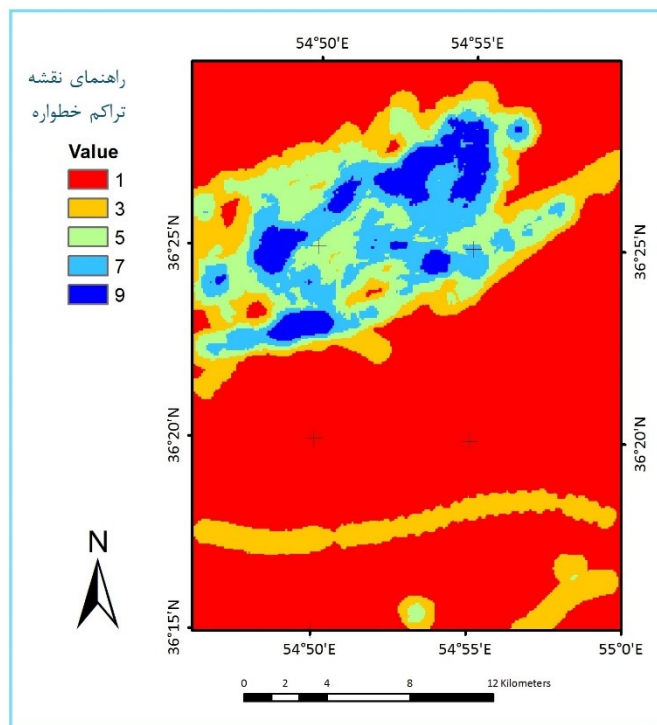 54°50'E 54°55'E
راهنمای نقشه
تراکم خطواره
Value
1
3
5
7
9
36°25'N 36°25'N
36°20'N 36°20'N
N
36°15'N
54°50'E 54°55'E 55°0'E
0 2 4 8 12 Kilometers